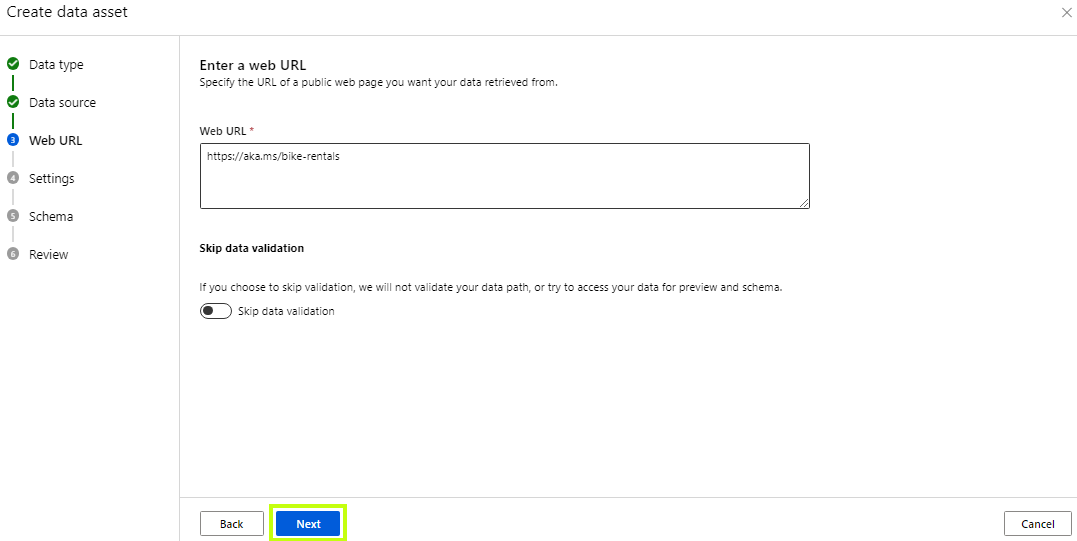 Create data asset
Data type
Data source
3 Web URL
4 Settings
5 Schema
6 Review
Enter a web URL
Specify the URL of a public web page you want your data retrieved from.
Web URL *
https://aka.ms/bike-rentals
Skip data validation
If you choose to skip validation, we will not validate your data path, or try to access your data for preview and schema.
Skip data validation
Back
Next
Cancel